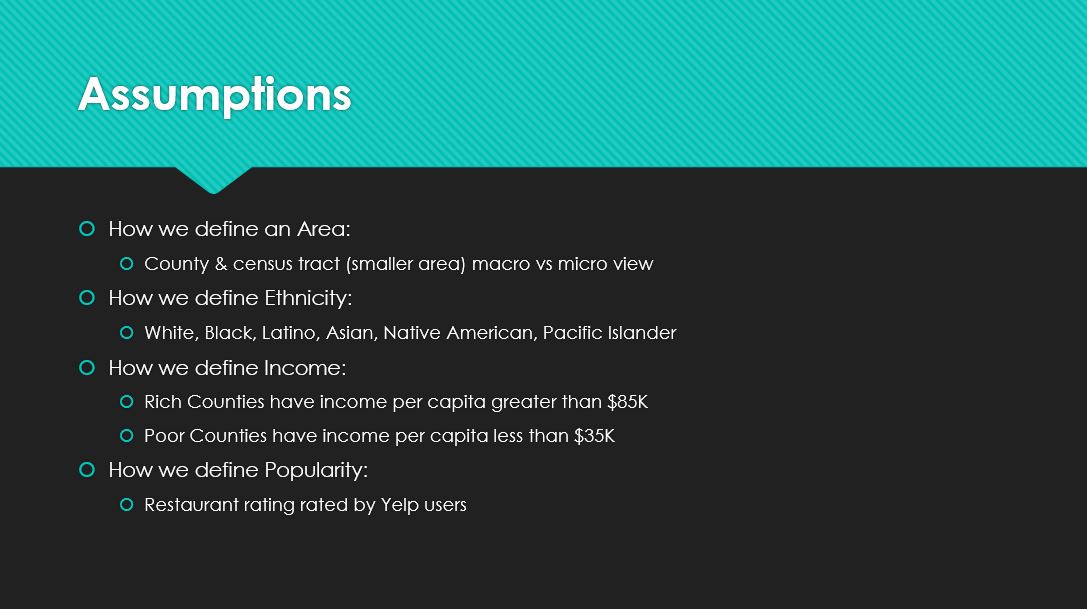 Assumptions
How we define an Area:
County & census tract (smaller area) macro vs micro view
How we define Ethnicity:
White, Black, Latino, Asian, Native American, Pacific Islander
How we define Income:
Rich Counties have income per capita greater than $85K
Poor Counties have income per capita less than $35K
How we define Popularity:
Restaurant rating rated by Yelp users